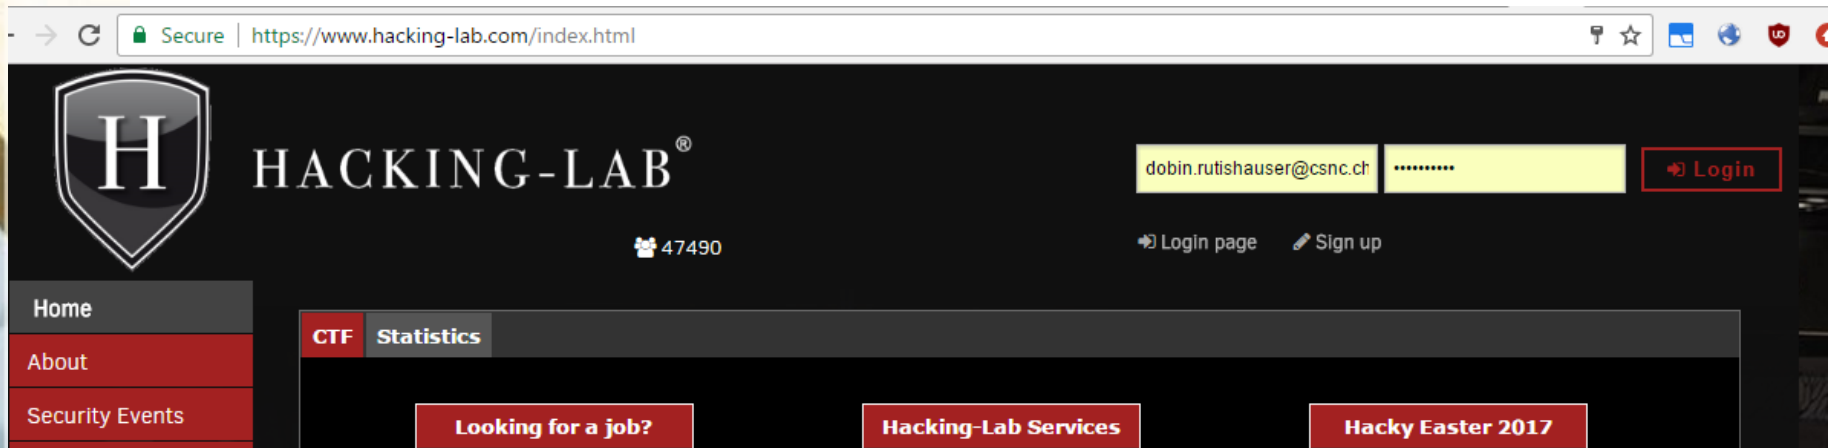 Secure | https://www.hacking-lab.com/index.html
H
HACKING-LAB®
dobin.rutishauser@csnc.ch •••••••••• Login
47490
Login page Sign up
Home
About
Security Events
CTF Statistics
Looking for a job? Hacking-Lab Services Hacky Easter 2017